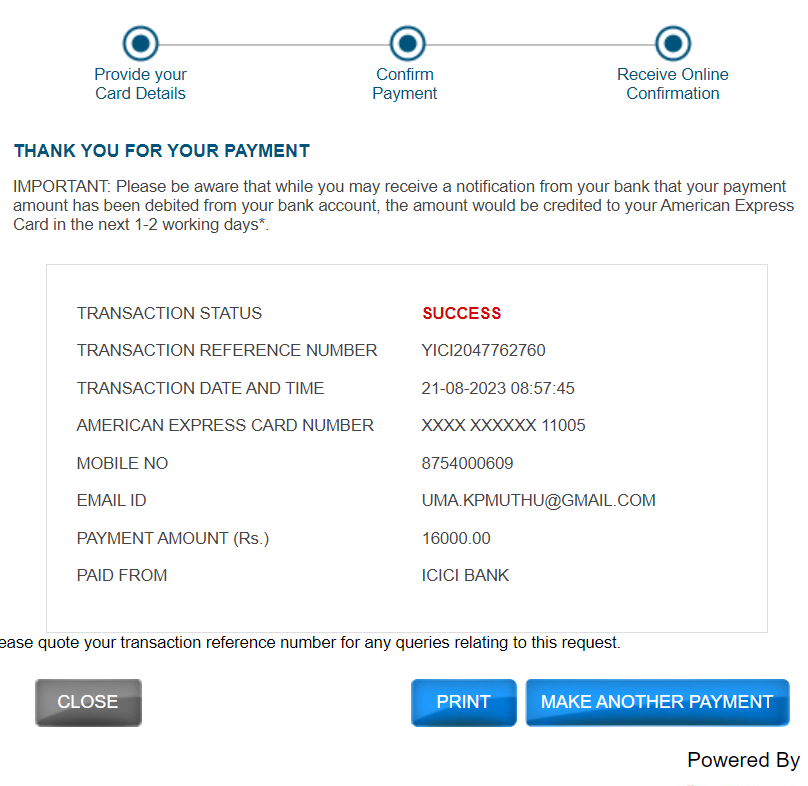 Provide your
Card Details
Confirm
Payment
Receive Online
Confirmation
THANK YOU FOR YOUR PAYMENT
IMPORTANT: Please be aware that while you may receive a notification from your bank that your payment
amount has been debited from your bank account, the amount would be credited to your American Express
Card in the next 1-2 working days*.
TRANSACTION STATUS SUCCESS
TRANSACTION REFERENCE NUMBER YICI2047762760
TRANSACTION DATE AND TIME 21-08-2023 08:57:45
AMERICAN EXPRESS CARD NUMBER XXXX XXXXXX 11005
MOBILE NO 8754000609
EMAIL ID UMA.KPMUTHU@GMAIL.COM
PAYMENT AMOUNT (Rs.) 16000.00
PAID FROM ICICI BANK
ease quote your transaction reference number for any queries relating to this request.
CLOSE PRINT MAKE ANOTHER PAYMENT
Powered By